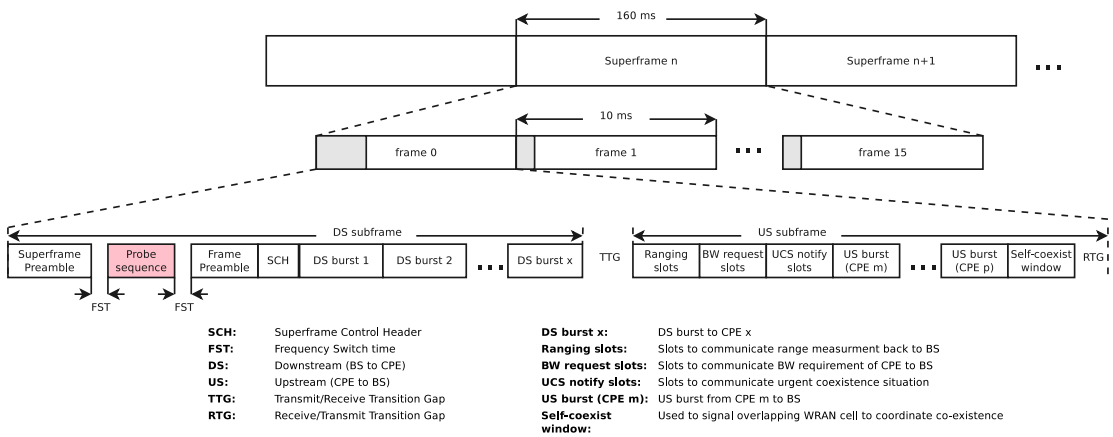 160 ms
Superframe n
Superframe n+1
10 ms
frame 0
frame 1
frame 15
DS subframe
US subframe
Superframe
Preamble
Probe
sequence
Frame
Preamble
SCH
DS burst 1
DS burst 2
DS burst x
TTG
Ranging
slots
BW request
slots
UCS notify
slots
US burst
(CPE m)
US burst
(CPE p)
Self-coexist
window
RTG
FST
FST
SCH: Superframe Control Header
FST: Frequency Switch time
DS: Downstream (BS to CPE)
US: Upstream (CPE to BS)
TTG: Transmit/Receive Transition Gap
RTG: Receive/Transmit Transition Gap
DS burst x: DS burst to CPE x
Ranging slots: Slots to communicate range measurment back to BS
BW request slots: Slots to communicate BW requirement of CPE to BS
UCS notify slots: Slots to communicate urgent coexistence situation
US burst (CPE m): US burst from CPE m to BS
Self-coexist Used to signal overlapping WRAN cell to coordinate co-existence
window: